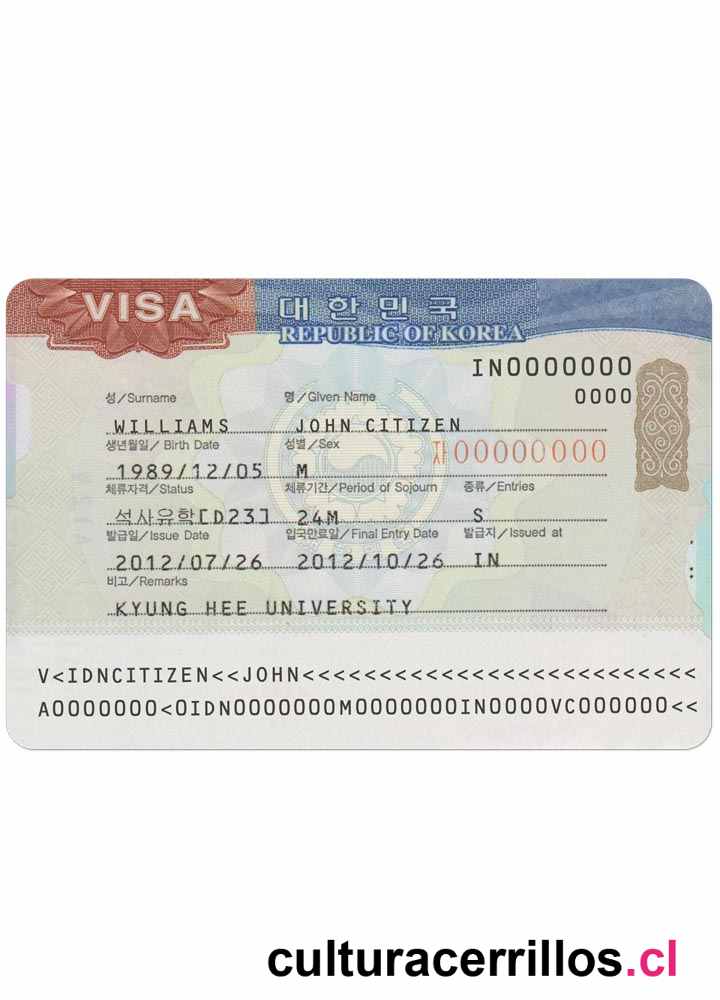 VISA
대한민국
REPUBLIC OF KOREA
IN0000000
0000
성/Surname 명/Given Name
WILLIAMS JOHN CITIZEN
생년월일/ Birth Date 성별/Sex
자00000000
1989/12/05 M
체류자격/Status 체류기간/Period of Sojourn 종류/Entries
석사유학[D23] 24M S
발급일/Issue Date 입국만료일/Final Entry Date 발급지/Issued at
2012/07/26 2012/10/26 IN
비고/Remarks
KYUNG HEE UNIVERSITY
V<IDNCITIZEN<<JOHN<<<<<<<<<<<<<<<<<<<<<<<<<<
A0000000<0IDN0000000M0000000IN0000VC000000<<
culturacerrillos.cl